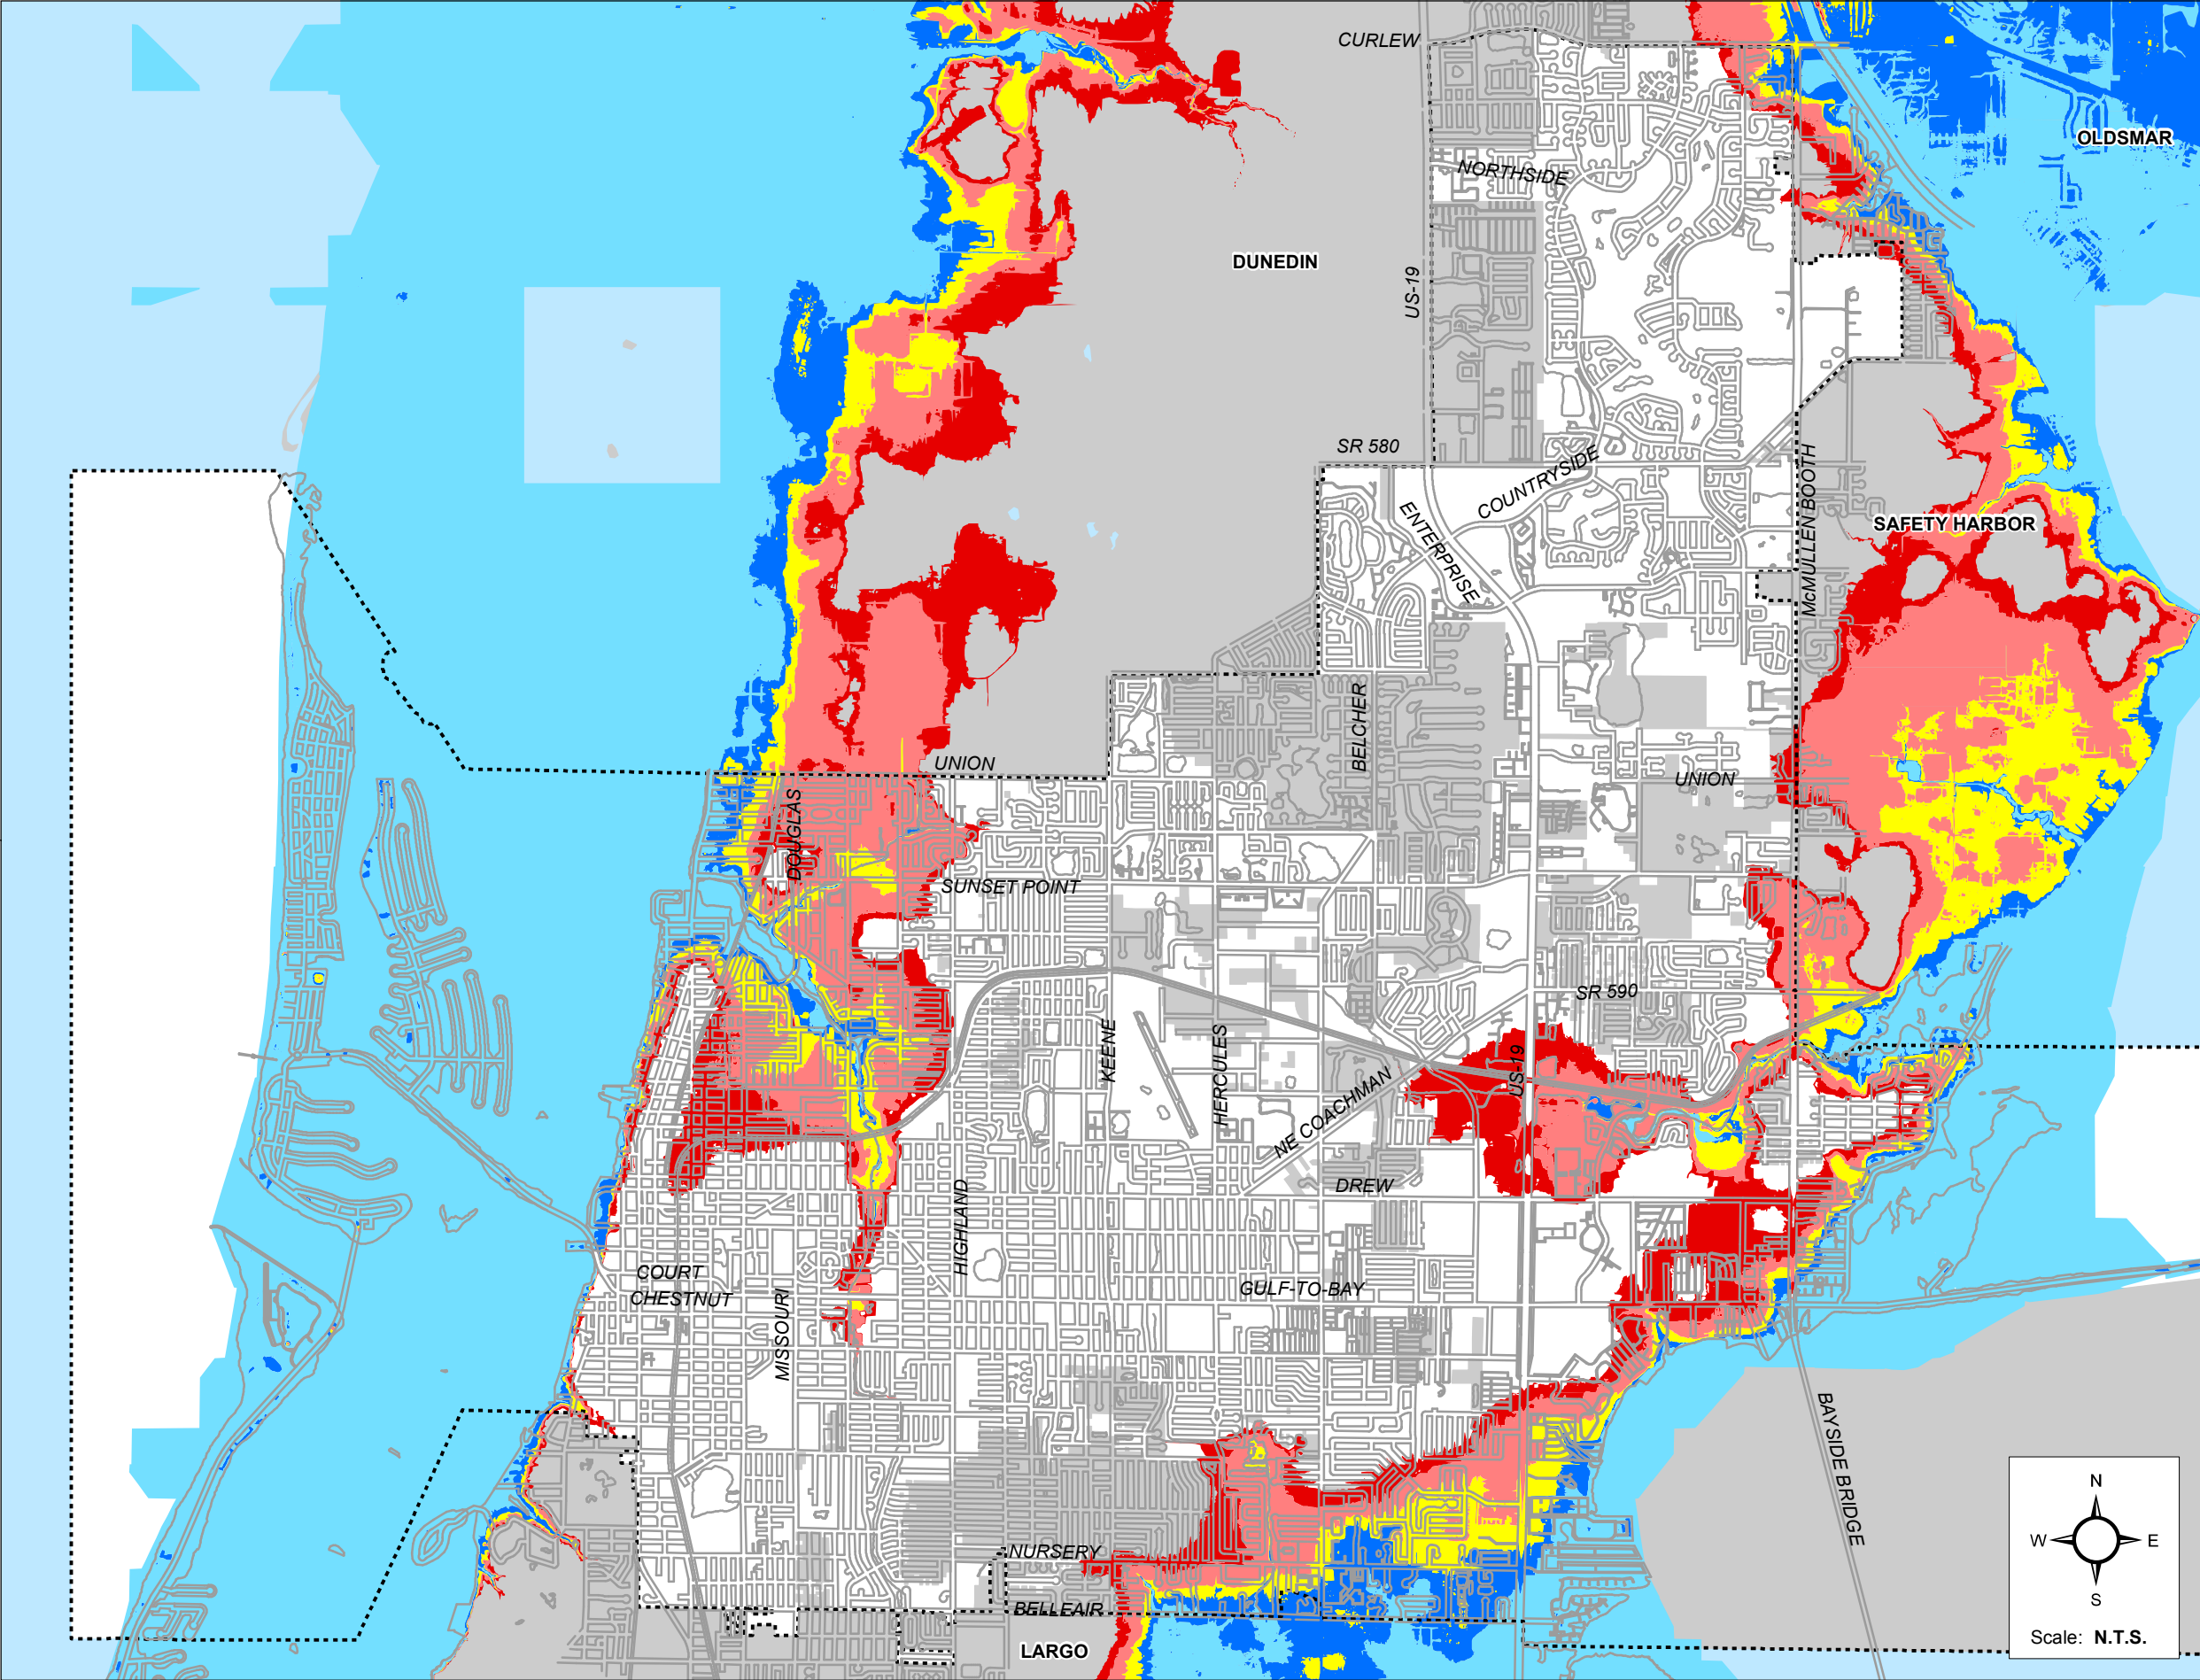 CURLEW
OLDSMAR
NORTHSIDE
DUNEDIN
US-19
SR 580
COUNTRYSIDE
ENTERPRISE
McMULLEN BOOTH
SAFETY HARBOR
BELCHER
UNION
UNION
DOUGLAS
SUNSET POINT
SR 590
KEENE
HERCULES
US-19
NE COACHMAN
DREW
HIGHLAND
COURT
CHESTNUT
GULF-TO-BAY
MISSOURI
BAYSIDE BRIDGE
NURSERY
BELLEAIR
LARGO
N
W
E
S
Scale: N.T.S.